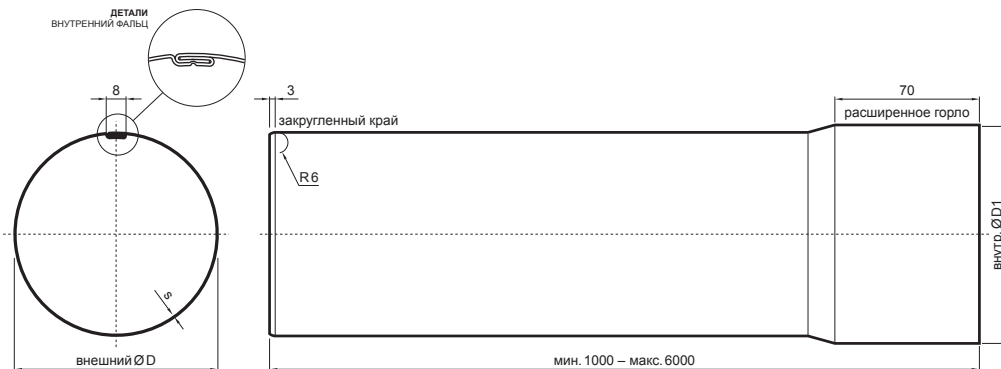 ДЕТАЛИ
ВНУТРЕННИЙ ФАЛЬЦ
8
3
70
закругленный край
расширенное горло
R6
внутр. ØD1
s
внешний ØD
мин. 1000 – макс. 6000